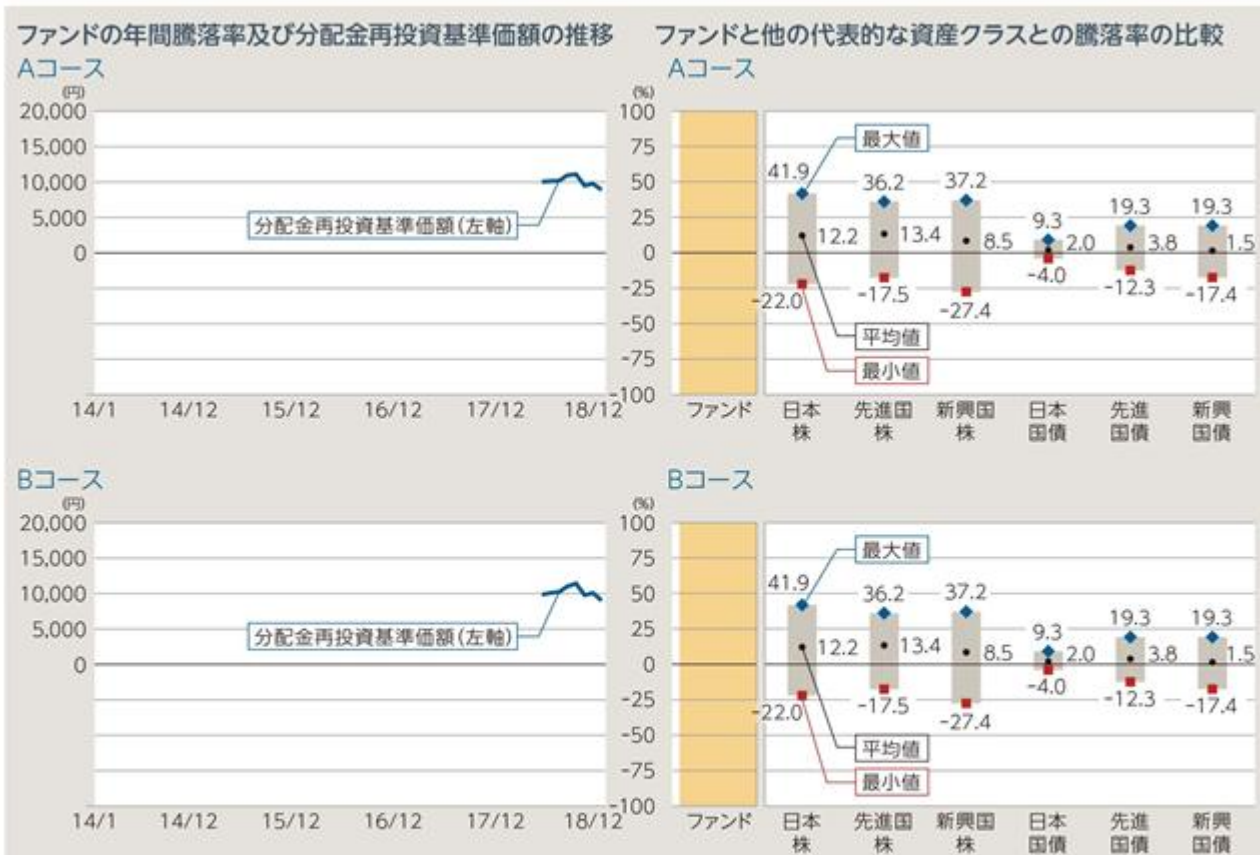 ファンドの年間騰落率及び分配金再投資基準価額の推移
Aコース
(円)
20,000
15,000
10,000
5,000
0
分配金再投資基準価額(左軸)
14/1 14/12 15/12 16/12 17/12 18/12
ファンドと他の代表的な資産クラスとの騰落率の比較
Aコース
(%)
100
75
50
25
0
-25
-50
-75
-100
最大値
41.9 36.2 37.2 9.3 19.3 19.3
12.2 13.4 8.5 2.0 3.8 1.5
-22.0 -17.5 -27.4 -4.0 -12.3 -17.4
平均値
最小値
ファンド 日本株 先進国株 新興国株 日本国債 先進国債 新興国債
Bコース
(円)
20,000
15,000
10,000
5,000
0
分配金再投資基準価額(左軸)
14/1 14/12 15/12 16/12 17/12 18/12
Bコース
(%)
100
75
50
25
0
-25
-50
-75
-100
最大値
41.9 36.2 37.2 9.3 19.3 19.3
12.2 13.4 8.5 2.0 3.8 1.5
-22.0 -17.5 -27.4 -4.0 -12.3 -17.4
平均値
最小値
ファンド 日本株 先進国株 新興国株 日本国債 先進国債 新興国債